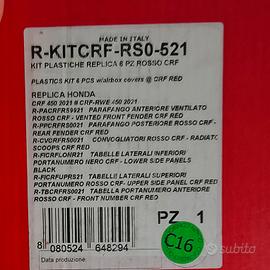 MADE IN ITALY
R-KITCRF-RS0-521
KIT PLASTICHE REPLICA 6 PZ ROSSO CRF
PLASTICS KIT 6 PCS w/airbox covers @ CRF RED
REPLICA HONDA
CRF 450 2021 # CRF-RWE 450 2021
R-PACRFRS9921 PARAFANGO ANTERIORE VENTILATO
ROSSO CRF - VENTED FRONT FENDER CRF RED
R-PPCRFRS0021 PARAFANGO POSTERIORE ROSSO CRF -
REAR FENDER CRF RED
R-CVCRFRS0021 CONVOGLIATORI ROSSO CRF - RADIATOR
SCOOPS CRF RED
R-FICRFLONR21 TABELLE LATERALI INFERIORI
PORTANUMERO NERO CRF - LOWER SIDE PANELS
BLACK
R-FICRFUPRS21 TABELLE LATERALI SUPERIORI
PORTANUMERO ROSSO CRF- UPPER SIDE PANEL CRF RED
R-TBCRFRS0021 TABELLA PORTANUMERO ANTERIORE
ROSSO CRF - FRONT NUMBER CRF RED
PZ 1
C16
8 080524 648294
Data produzione:
subito